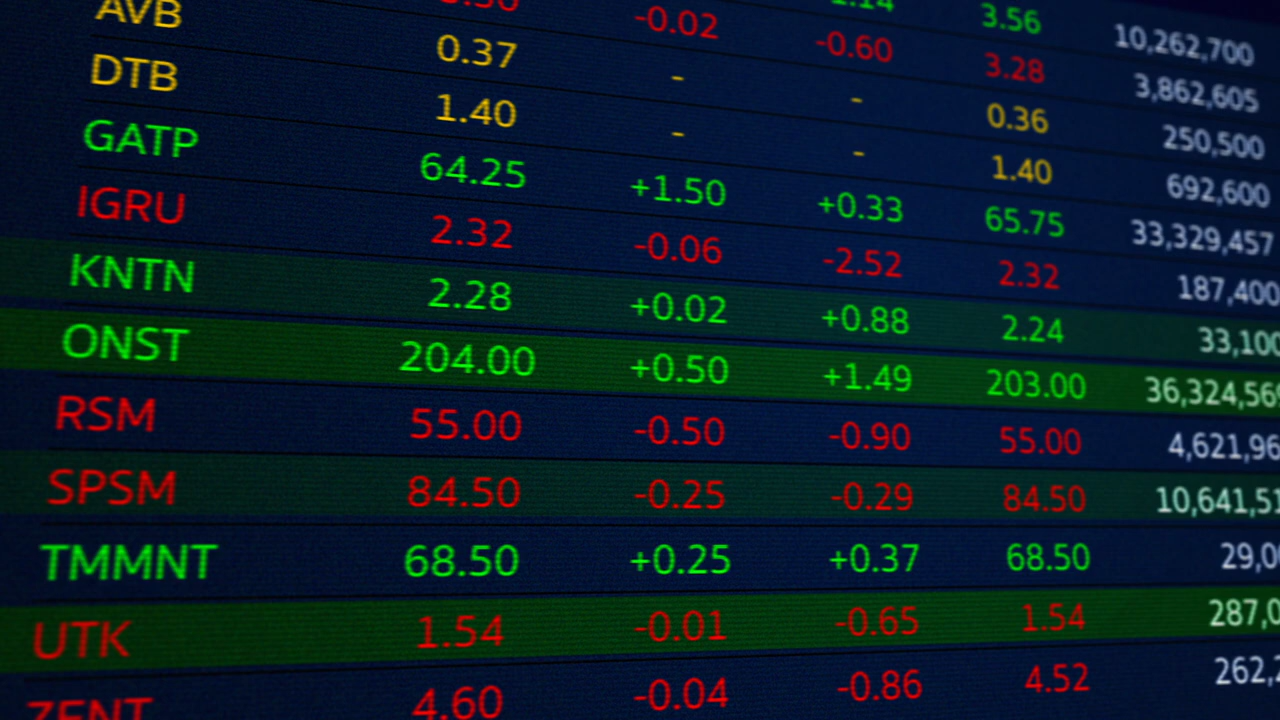 3.56 10,262,700
-0.02 -0.60 3.28 3,862,605
AVB 0.37 - - 0.36 250,500
DTB 1.40 - - 1.40 692,600
GATP 64.25 +1.50 +0.33 65.75 33,329,457
IGRU 2.32 -0.06 -2.52 2.32 187,400
KNTN 2.28 +0.02 +0.88 2.24 33,100
ONST 204.00 +0.50 +1.49 203.00 36,324,56
RSM 55.00 -0.50 -0.90 55.00 4,621,96
SPSM 84.50 -0.25 -0.29 84.50 10,641,51
TMMNT 68.50 +0.25 +0.37 68.50 29,0
UTK 1.54 -0.01 -0.65 1.54 287,0
ZENT 4.60 -0.04 -0.86 4.52 262,2